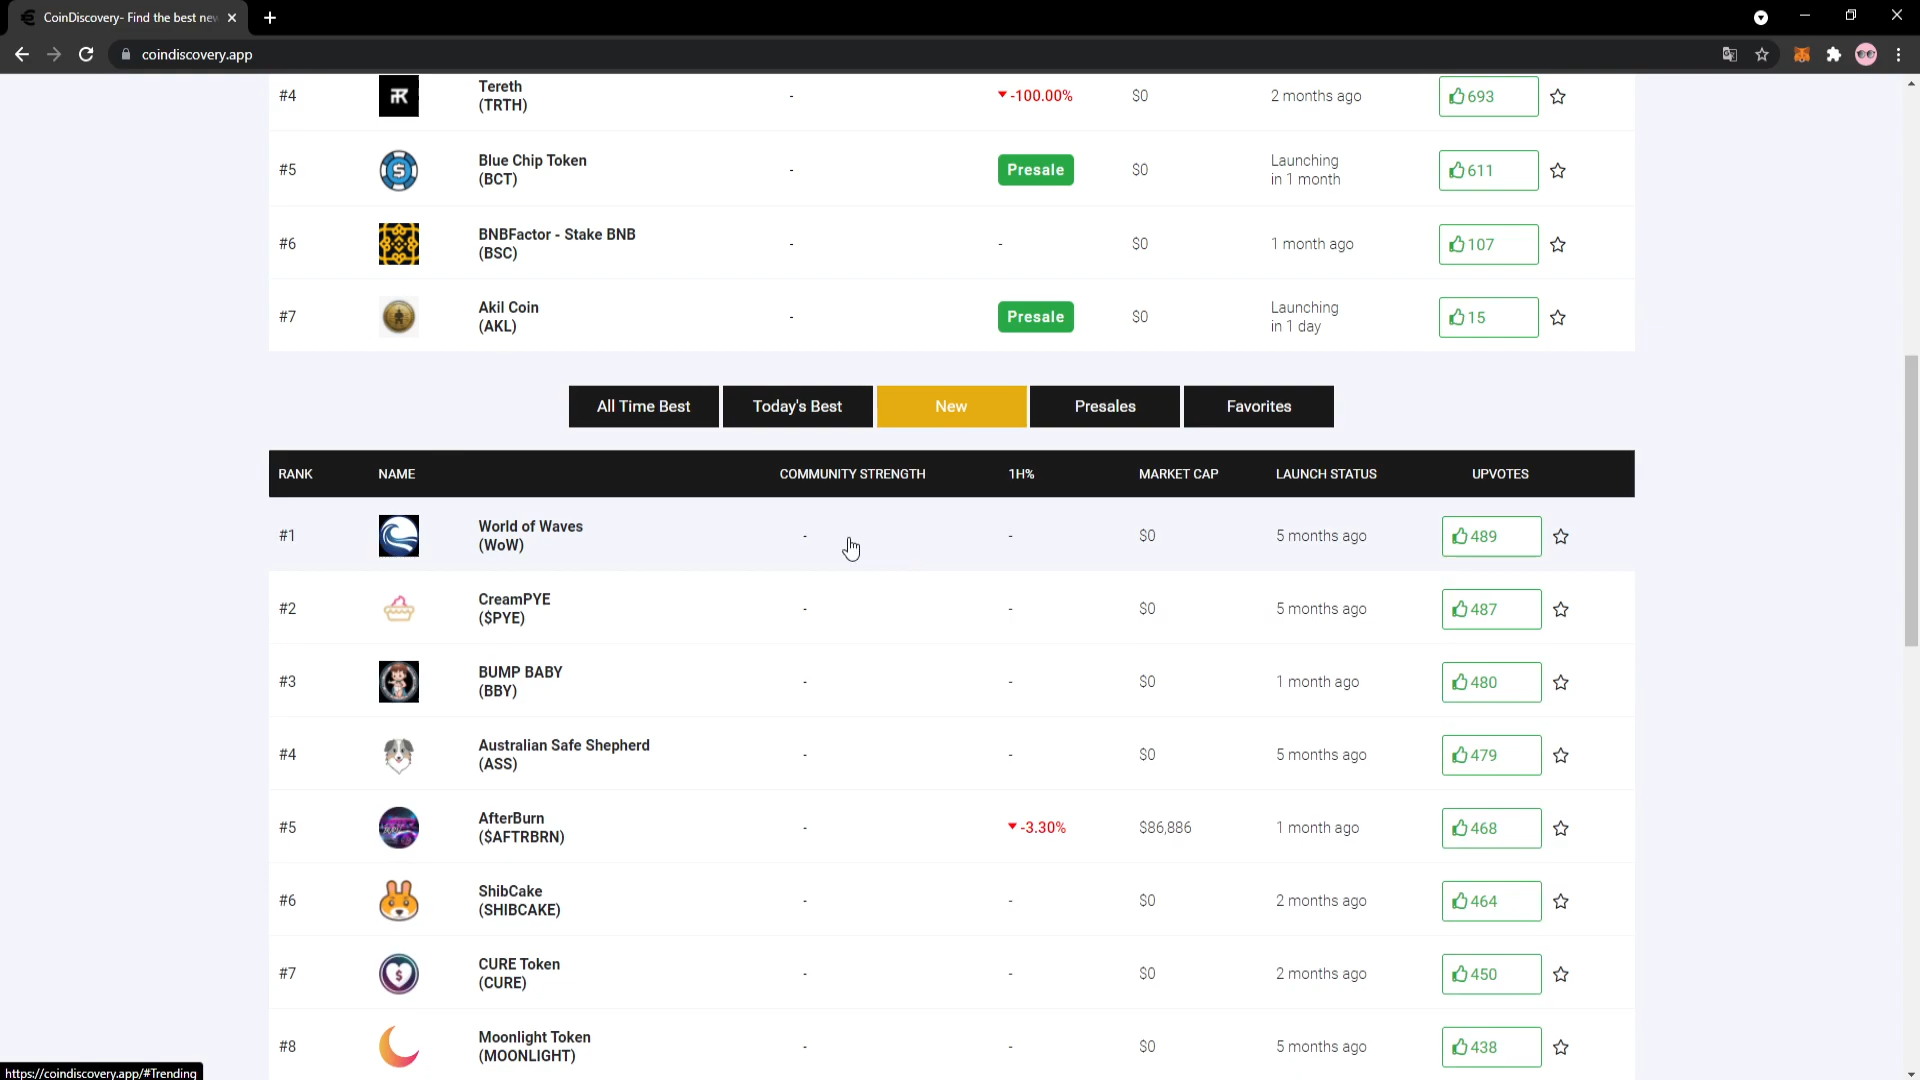 CoinDiscovery- Find the best new
coindiscovery.app
#4 Tereth (TRTH) - -100.00% $0 2 months ago 693
#5 Blue Chip Token (BCT) - Presale $0 Launching in 1 month 611
#6 BNBFactor - Stake BNB (BSC) - - $0 1 month ago 107
#7 Akil Coin (AKL) - Presale $0 Launching in 1 day 15
All Time Best Today's Best New Presales Favorites
RANK NAME COMMUNITY STRENGTH 1H% MARKET CAP LAUNCH STATUS UPVOTES
#1 World of Waves (WoW) - - $0 5 months ago 489
#2 CreamPYE ($PYE) - - $0 5 months ago 487
#3 BUMP BABY (BBY) - - $0 1 month ago 480
#4 Australian Safe Shepherd (ASS) - - $0 5 months ago 479
#5 AfterBurn ($AFTRBRN) - -3.30% $86,886 1 month ago 468
#6 ShibCake (SHIBCAKE) - - $0 2 months ago 464
#7 CURE Token (CURE) - - $0 2 months ago 450
#8 Moonlight Token (MOONLIGHT) - - $0 5 months ago 438
https://coindiscovery.app/#Trending